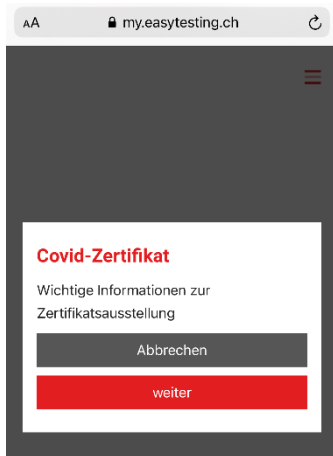 AA my.easytesting.ch
Covid-Zertifikat
Wichtige Informationen zur
Zertifikatsausstellung
Abbrechen
weiter